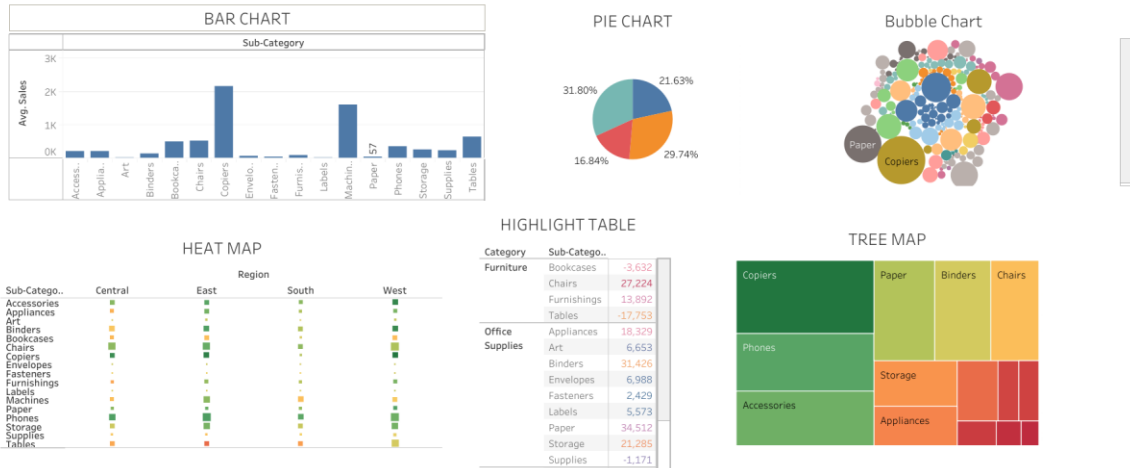 BAR CHART
Sub-Category
Avg. Sales
3K
2K
1K
0K
57
Access..
Applia..
Art
Binders
Bookca..
Chairs
Copiers
Envelo..
Fasten..
Furnis..
Labels
Machin..
Paper
Phones
Storage
Supplies
Tables
PIE CHART
31.80%
21.63%
16.84%
29.74%
Bubble Chart
Paper
Copiers
HEAT MAP
Region
Sub-Catego.. Central East South West
Accessories
Appliances
Art
Binders
Bookcases
Chairs
Copiers
Envelopes
Fasteners
Furnishings
Labels
Machines
Paper
Phones
Storage
Supplies
Tables
HIGHLIGHT TABLE
Category Sub-Catego..
Furniture Bookcases -3,632
Chairs 27,224
Furnishings 13,892
Tables -17,753
Office Supplies Appliances 18,329
Art 6,653
Binders 31,426
Envelopes 6,988
Fasteners 2,429
Labels 5,573
Paper 34,512
Storage 21,285
Supplies -1,171
TREE MAP
Copiers
Paper
Binders
Chairs
Phones
Storage
Accessories
Appliances